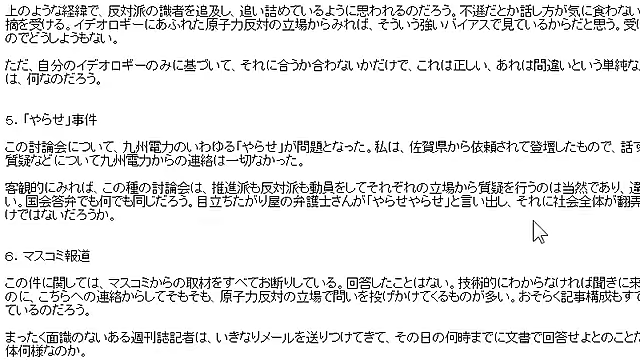 上のような経緯で、反対派の識者を追及し、追い詰めているように思われるのだろう。不遜だとか話し方が気に食わない
摘を受ける。イデオロギーにあふれた原子力反対の立場からみれば、そういう強いバイアスで見ているからだと思う。受け
のでどうしようもない。
ただ、自分のイデオロギーのみに基づいて、それに合うか合わないかだけで、これは正しい、あれは間違いという単純な
は、何なのだろう。
5．「やらせ」事件
この討論会について、九州電力のいわゆる「やらせ」が問題となった。私は、佐賀県から依頼されて登壇したもので、話す
質疑などについて九州電力からの連絡は一切なかった。
客観的にみれば、この種の討論会は、推進派も反対派も動員をしてそれぞれの立場から質疑を行うのは当然であり、違
い。国会答弁でも何でも同じだろう。目立ちたがり屋の弁護士さんが「やらせやらせ」と言い出し、それに社会全体が翻弄
けではないだろうか。
6．マスコミ報道
この件に関しては、マスコミからの取材をすべてお断りしている。回答したことはない。技術的にわからなければ聞きに来
のに、こちらへの連絡からしてそもそも、原子力反対の立場で問いを投げかけてくるものが多い。おそらく記事構成もす
ているのだろう。
まったく面識のないある週刊誌記者は、いきなりメールを送りつけてきて、その日の何時までに文書で回答せよとのことだ
体何様なのか。